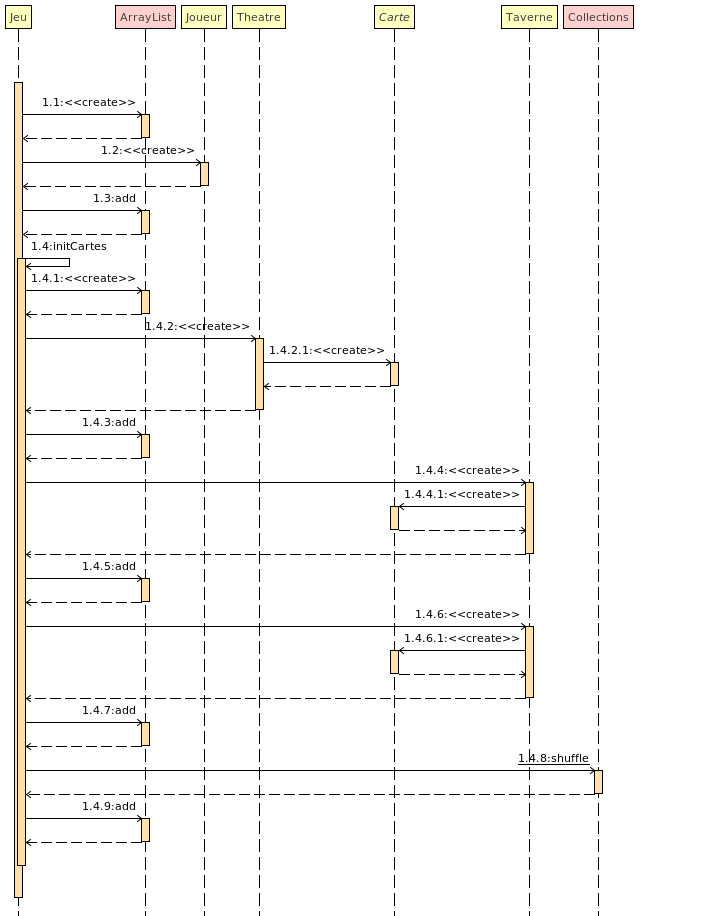 Jeu
ArrayList
Joueur
Theatre
Carte
Taverne
Collections
1.1:<<create>>
1.2:<<create>>
1.3:add
1.4:initCartes
1.4.1:<<create>>
1.4.2:<<create>>
1.4.2.1:<<create>>
1.4.3:add
1.4.4:<<create>>
1.4.4.1:<<create>>
1.4.5:add
1.4.6:<<create>>
1.4.6.1:<<create>>
1.4.7:add
1.4.8:shuffle
1.4.9:add